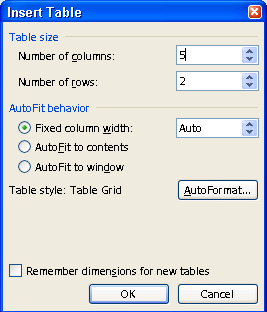 Insert Table
Table size
Number of columns: 5
Number of rows: 2
AutoFit behavior
Fixed column width: Auto
AutoFit to contents
AutoFit to window
Table style: Table Grid AutoFormat...
Remember dimensions for new tables
OK Cancel